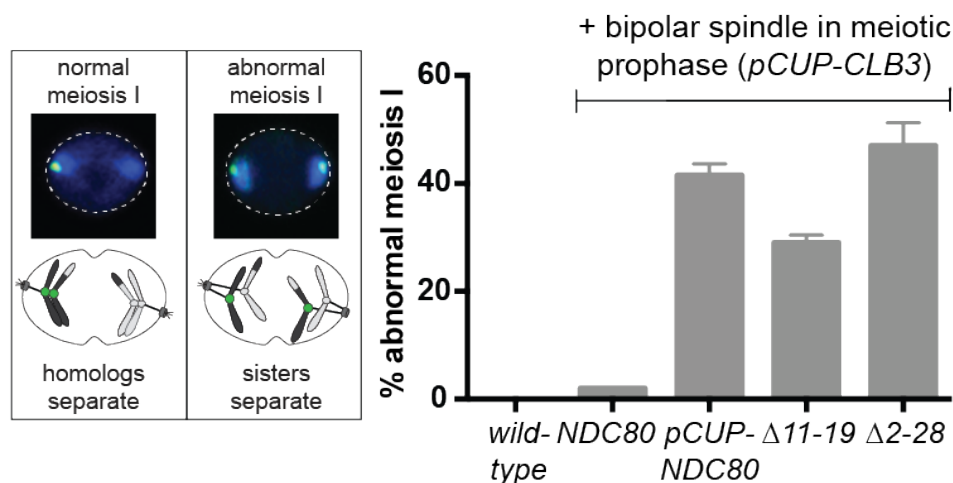 normal
meiosis I
abnormal
meiosis I
homologs
separate
sisters
separate
+ bipolar spindle in meiotic
prophase (pCUP-CLB3)
% abnormal meiosis I
60
40
20
0
wild-
type
NDC80
pCUP-
NDC80
Δ11-19
Δ2-28